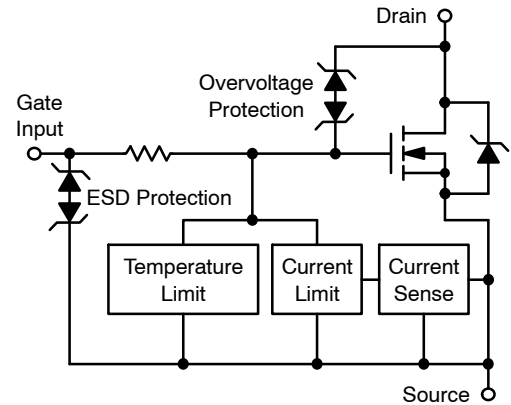 Drain
Overvoltage
Protection
Gate
Input
ESD Protection
Temperature
Limit
Current
Limit
Current
Sense
Source